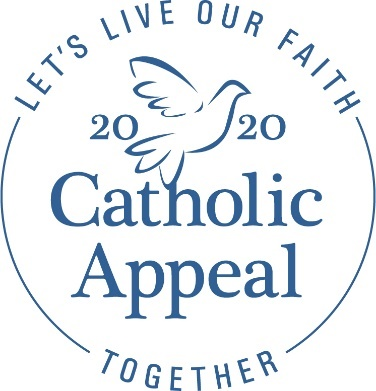 LET'S LIVE OUR FAITH
2020
Catholic
Appeal
TOGETHER